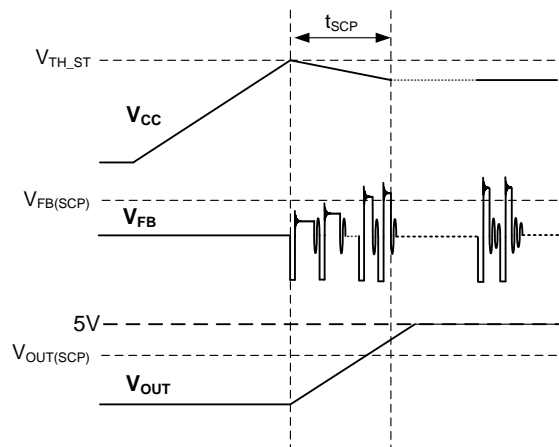 tSCP
VTH_ST
VCC
VFB(SCP)
VFB
5V
VOUT(SCP)
VOUT